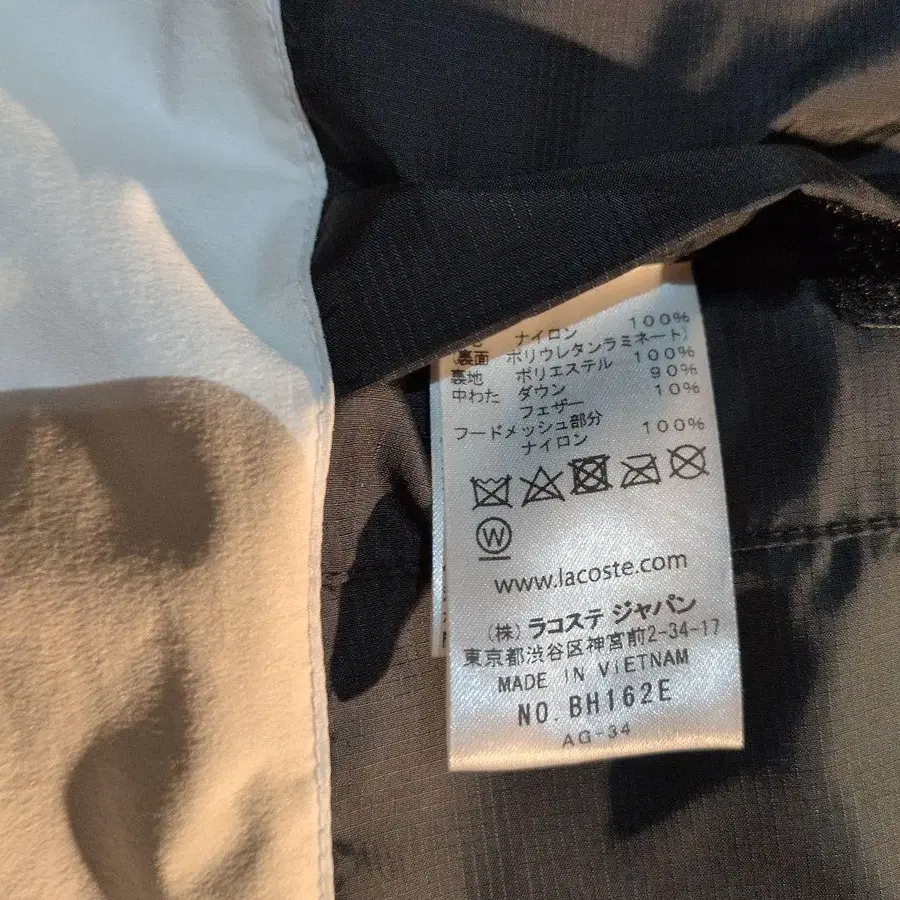 ナイロン 100%
(裏面 ポリウレタンラミネート)
裏地 ポリエステル 100%
中わた ダウン 90%
フェザー 10%
フードメッシュ部分
ナイロン 100%
W
www.lacoste.com
(株) ラコステ ジャパン
東京都渋谷区神宮前2-34-17
MADE IN VIETNAM
NO. BH162E
AG-34